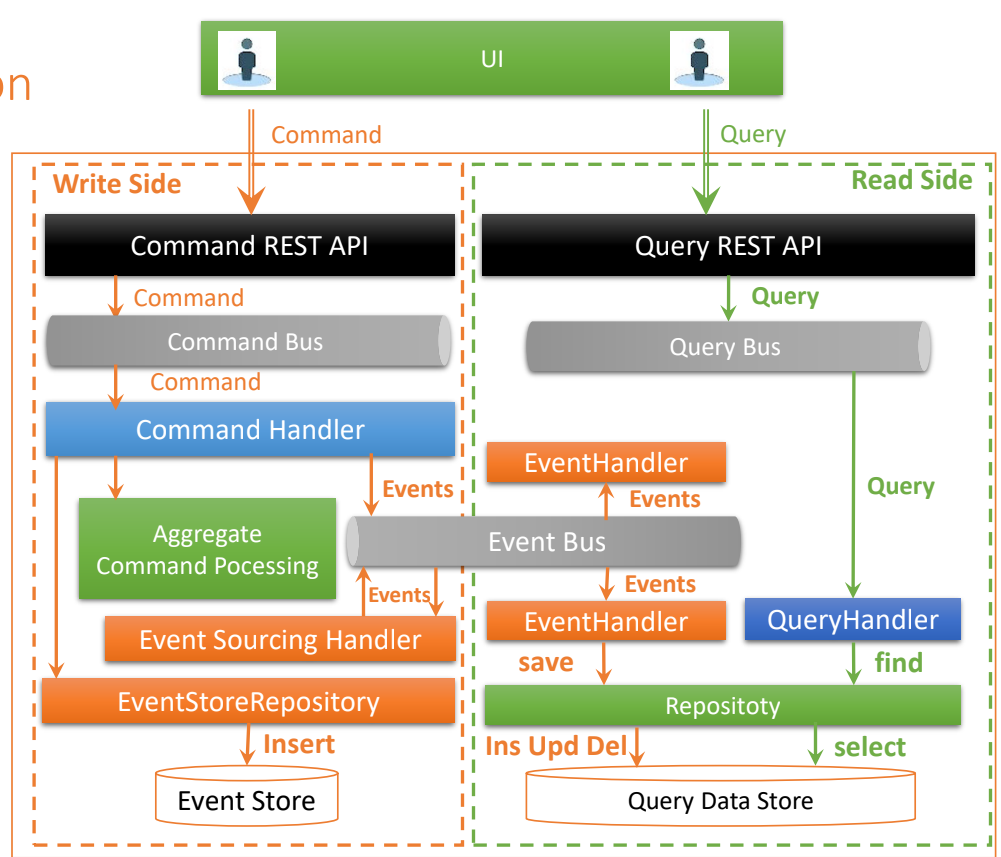 UI
on
Command
Query
Write Side
Read Side
Command REST API
Query REST API
Command
Query
Command Bus
Query Bus
Command
Command Handler
EventHandler
Events
Events
Query
Aggregate
Command Pocessing
Event Bus
Events
Events
EventHandler
QueryHandler
Event Sourcing Handler
save
find
EventStoreRepository
Repositoty
Insert
Ins Upd Del
select
Event Store
Query Data Store